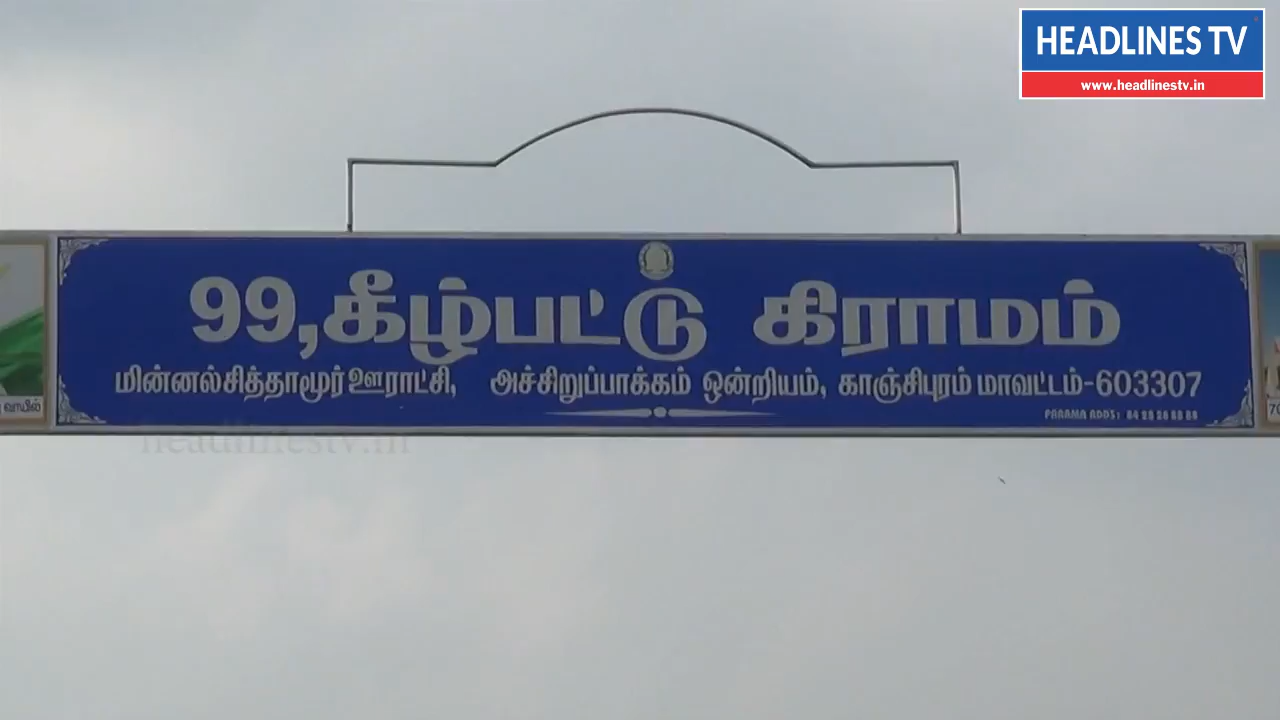 HEADLINES TV
www.headlinestv.in
99,கீழ்பட்டு கிராமம்
மின்னல்சித்தாமூர் ஊராட்சி, அச்சிறுப்பாக்கம் ஒன்றியம், காஞ்சிபுரம் மாவட்டம்-603307
வாயில்
70
headlinestv.in